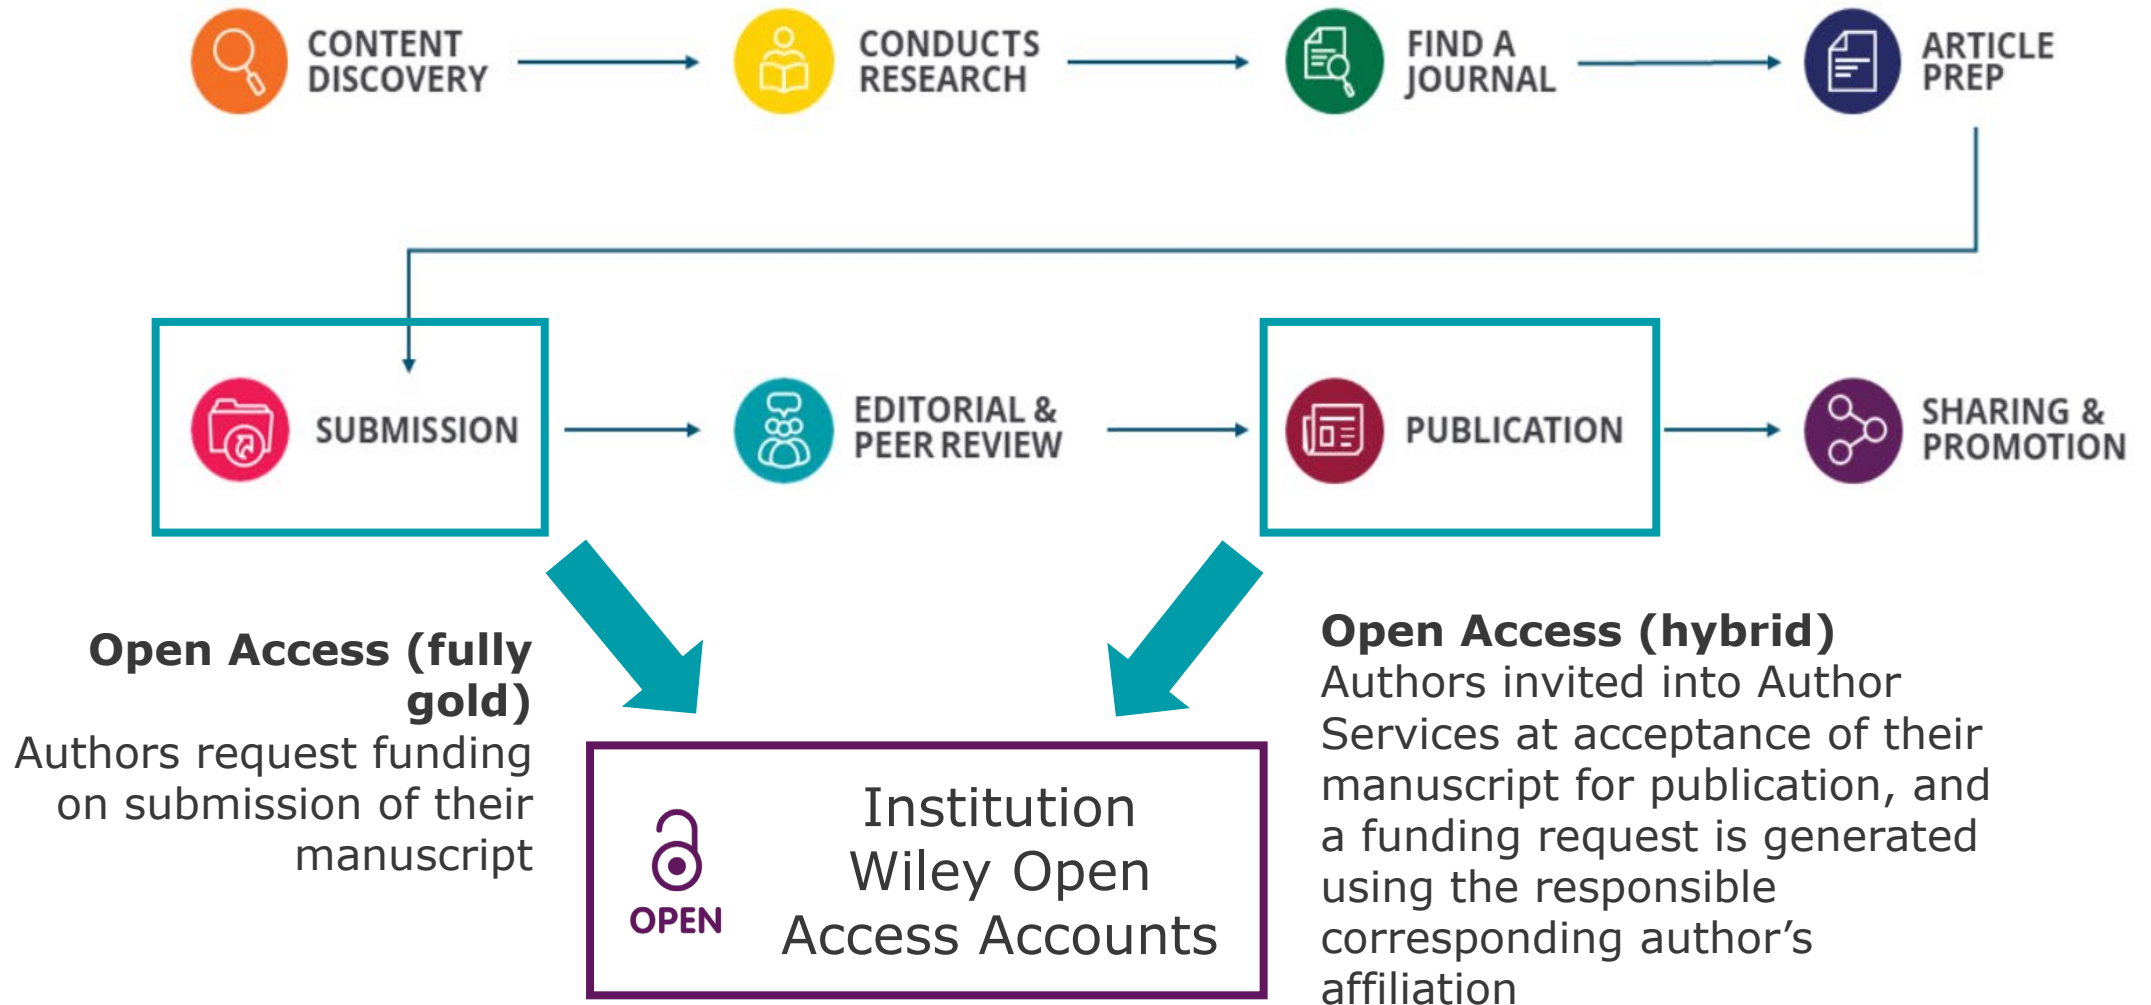 CONTENT
DISCOVERY
CONDUCTS
RESEARCH
FIND A
JOURNAL
ARTICLE
PREP
SUBMISSION
EDITORIAL &
PEER REVIEW
PUBLICATION
SHARING &
PROMOTION
Open Access (fully
gold)
Authors request funding
on submission of their
manuscript
OPEN
Institution
Wiley Open
Access Accounts
Open Access (hybrid)
Authors invited into Author
Services at acceptance of their
manuscript for publication, and
a funding request is generated
using the responsible
corresponding author’s
affiliation